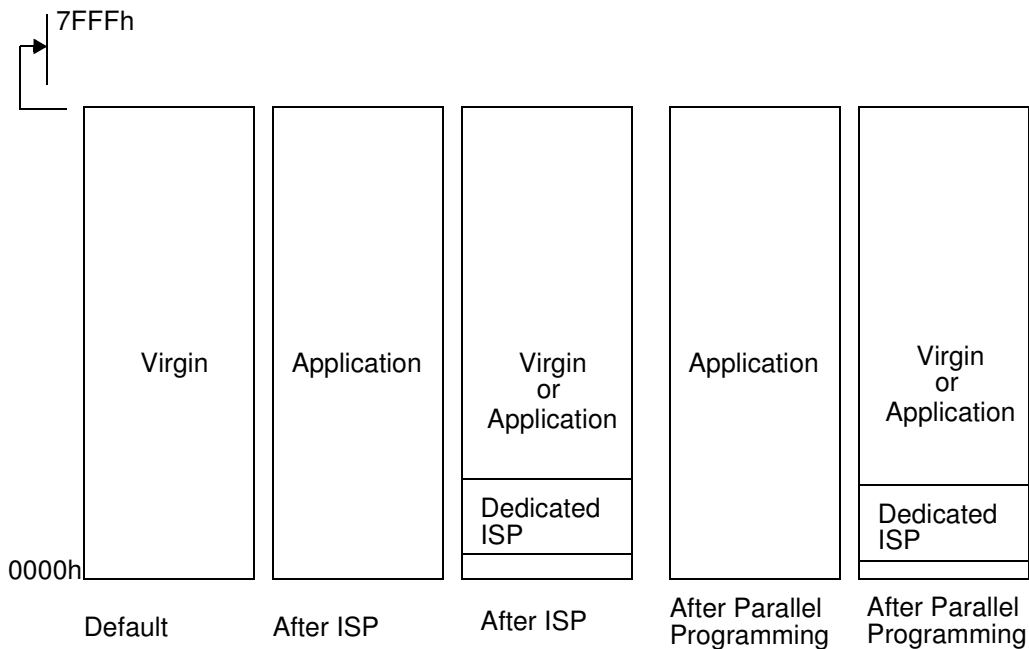 7FFFh
Virgin
Application
Virgin
or
Application
Application
Virgin
or
Application
Dedicated
ISP
Dedicated
ISP
0000h
Default
After ISP
After ISP
After Parallel
Programming
After Parallel
Programming